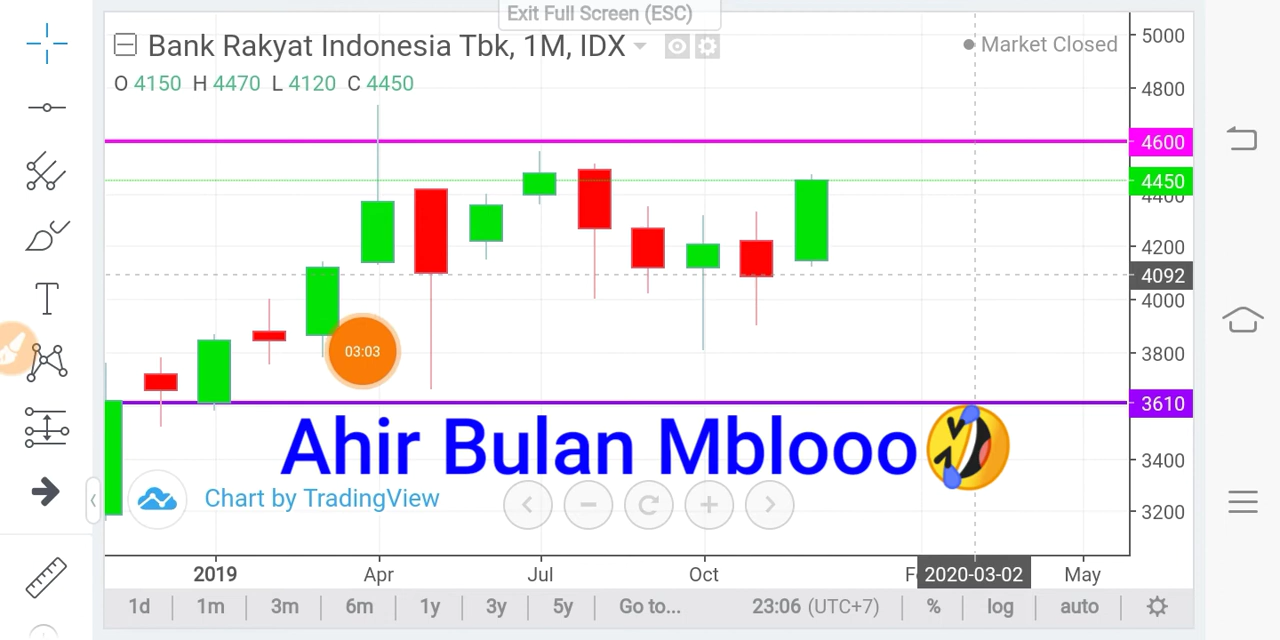 Exit Full Screen (ESC)
Bank Rakyat Indonesia Tbk, 1M, IDX
Market Closed
O 4150 H 4470 L 4120 C 4450
5000
4800
4600
4450
4400
4200
4092
4000
3800
3610
3400
3200
03:03
Ahir Bulan Mblooo🤣
Chart by TradingView
2019
Apr
Jul
Oct
2020-03-02
May
1d
1m
3m
6m
1y
3y
5y
Go to...
23:06 (UTC+7)
%
log
auto